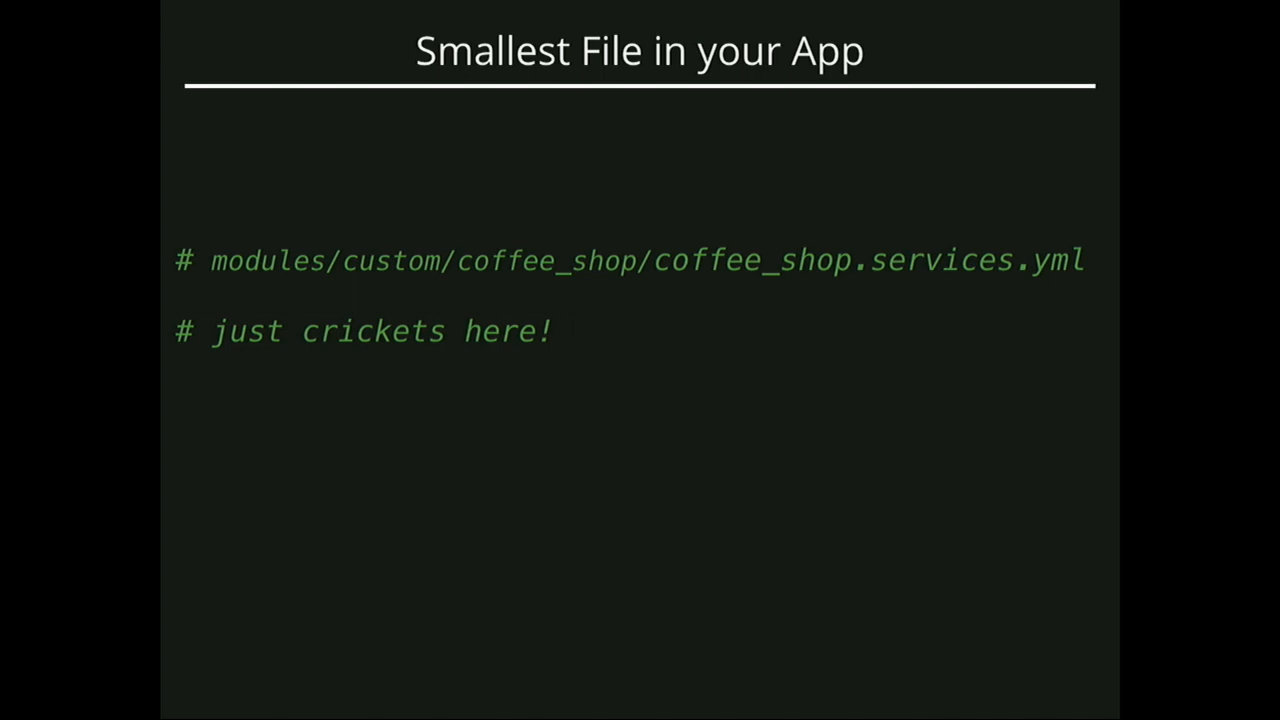 Smallest File in your App
# modules/custom/coffee_shop/coffee_shop.services.yml
# just crickets here!